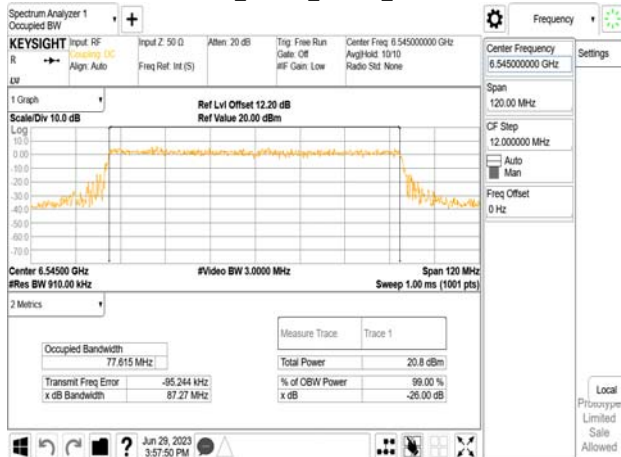 Spectrum Analyzer 1
Occupied BW
+
Frequency
KEYSIGHT
R
LXI
Input: RF
Coupling: DC
Align: Auto
Input Z: 50 Ω
Freq Ref: Int (S)
Atten: 20 dB
Trig: Free Run
Gate: Off
#IF Gain: Low
Center Freq: 6.545000000 GHz
Avg|Hold: 10/10
Radio Std: None
Center Frequency
6.545000000 GHz
Settings
Span
120.00 MHz
CF Step
12.000000 MHz
Auto
Man
Freq Offset
0 Hz
1 Graph
Scale/Div 10.0 dB
Ref Lvl Offset 12.20 dB
Ref Value 20.00 dBm
Log
10.0
0.00
-10.0
-20.0
-30.0
-40.0
-50.0
-60.0
-70.0
Center 6.54500 GHz
#Res BW 910.00 kHz
#Video BW 3.0000 MHz
Span 120 MHz
Sweep 1.00 ms (1001 pts)
2 Metrics
Measure Trace Trace 1
Occupied Bandwidth
77.615 MHz
Total Power 20.8 dBm
Transmit Freq Error -95.244 kHz
% of OBW Power 99.00 %
x dB Bandwidth 87.27 MHz
x dB -26.00 dB
Local
Prototype
Limited
Sale
Allowed
?
Jun 29, 2023
3:57:50 PM